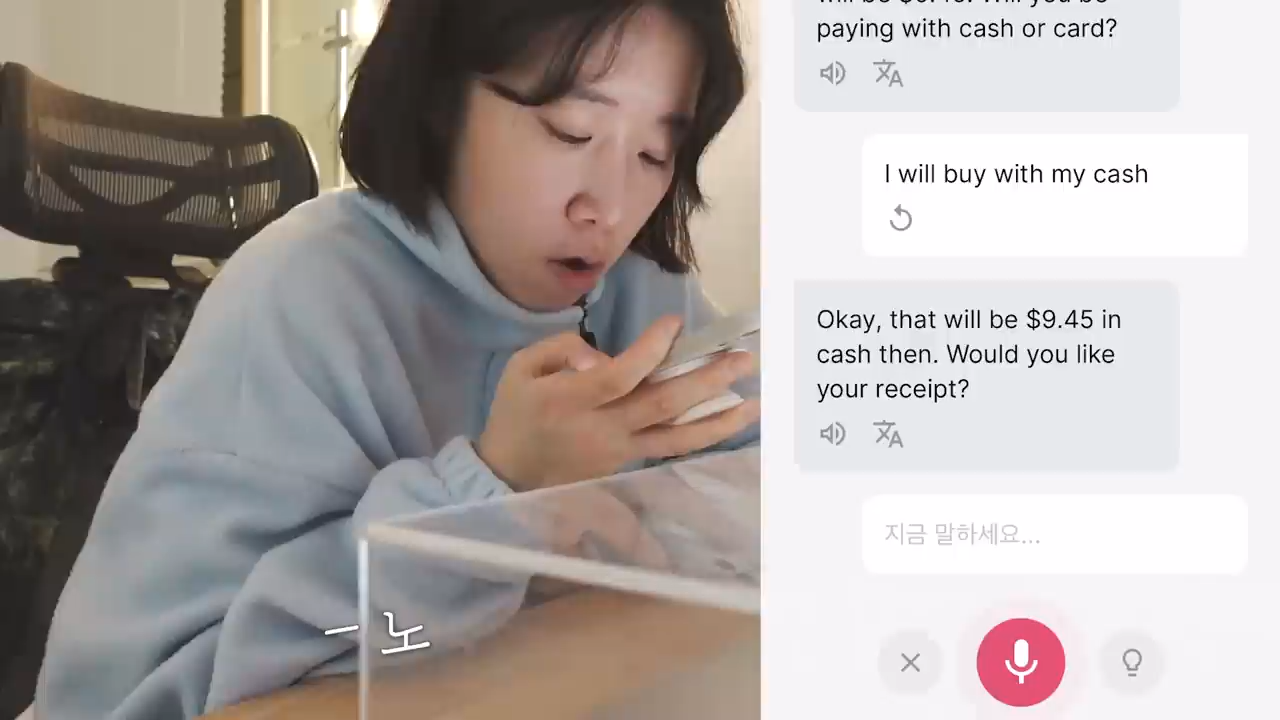 paying with cash or card?
I will buy with my cash
Okay, that will be $9.45 in
cash then. Would you like
your receipt?
지금 말하세요...
- 노